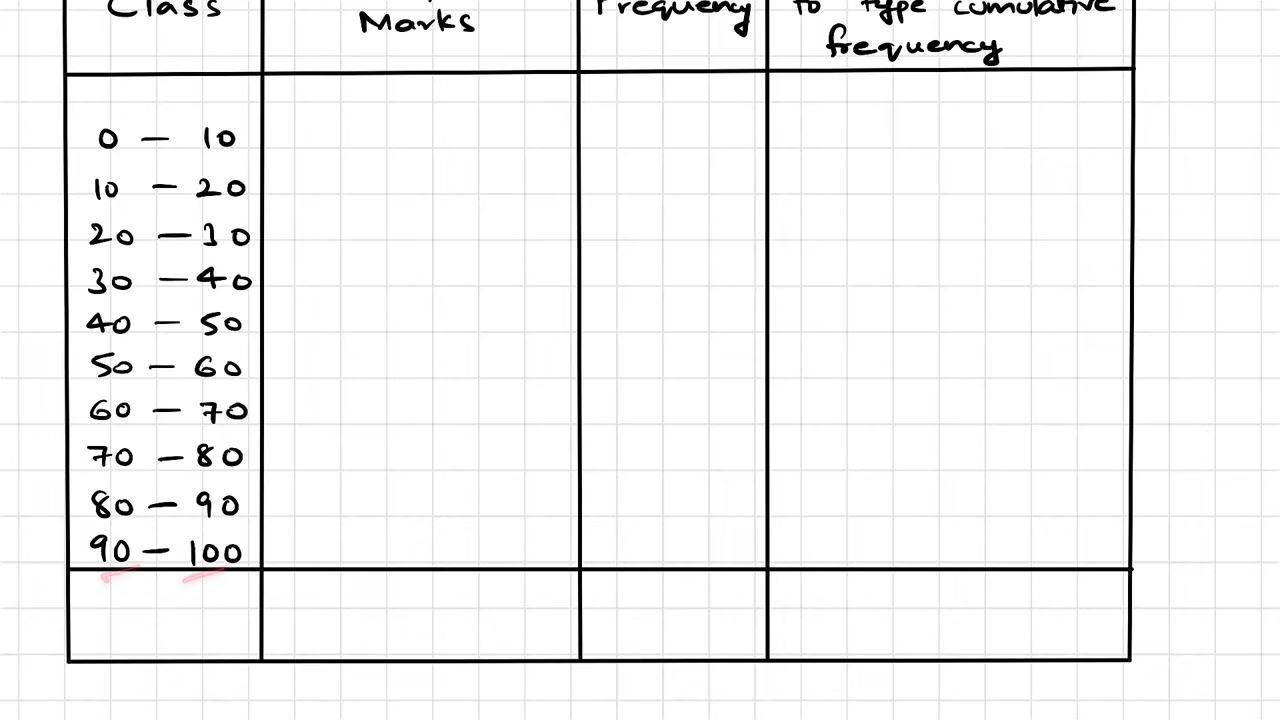 Class
Marks
Frequency
to type cumulative
frequency
0 - 10
10 - 20
20 - 30
30 - 40
40 - 50
50 - 60
60 - 70
70 - 80
80 - 90
90 - 100